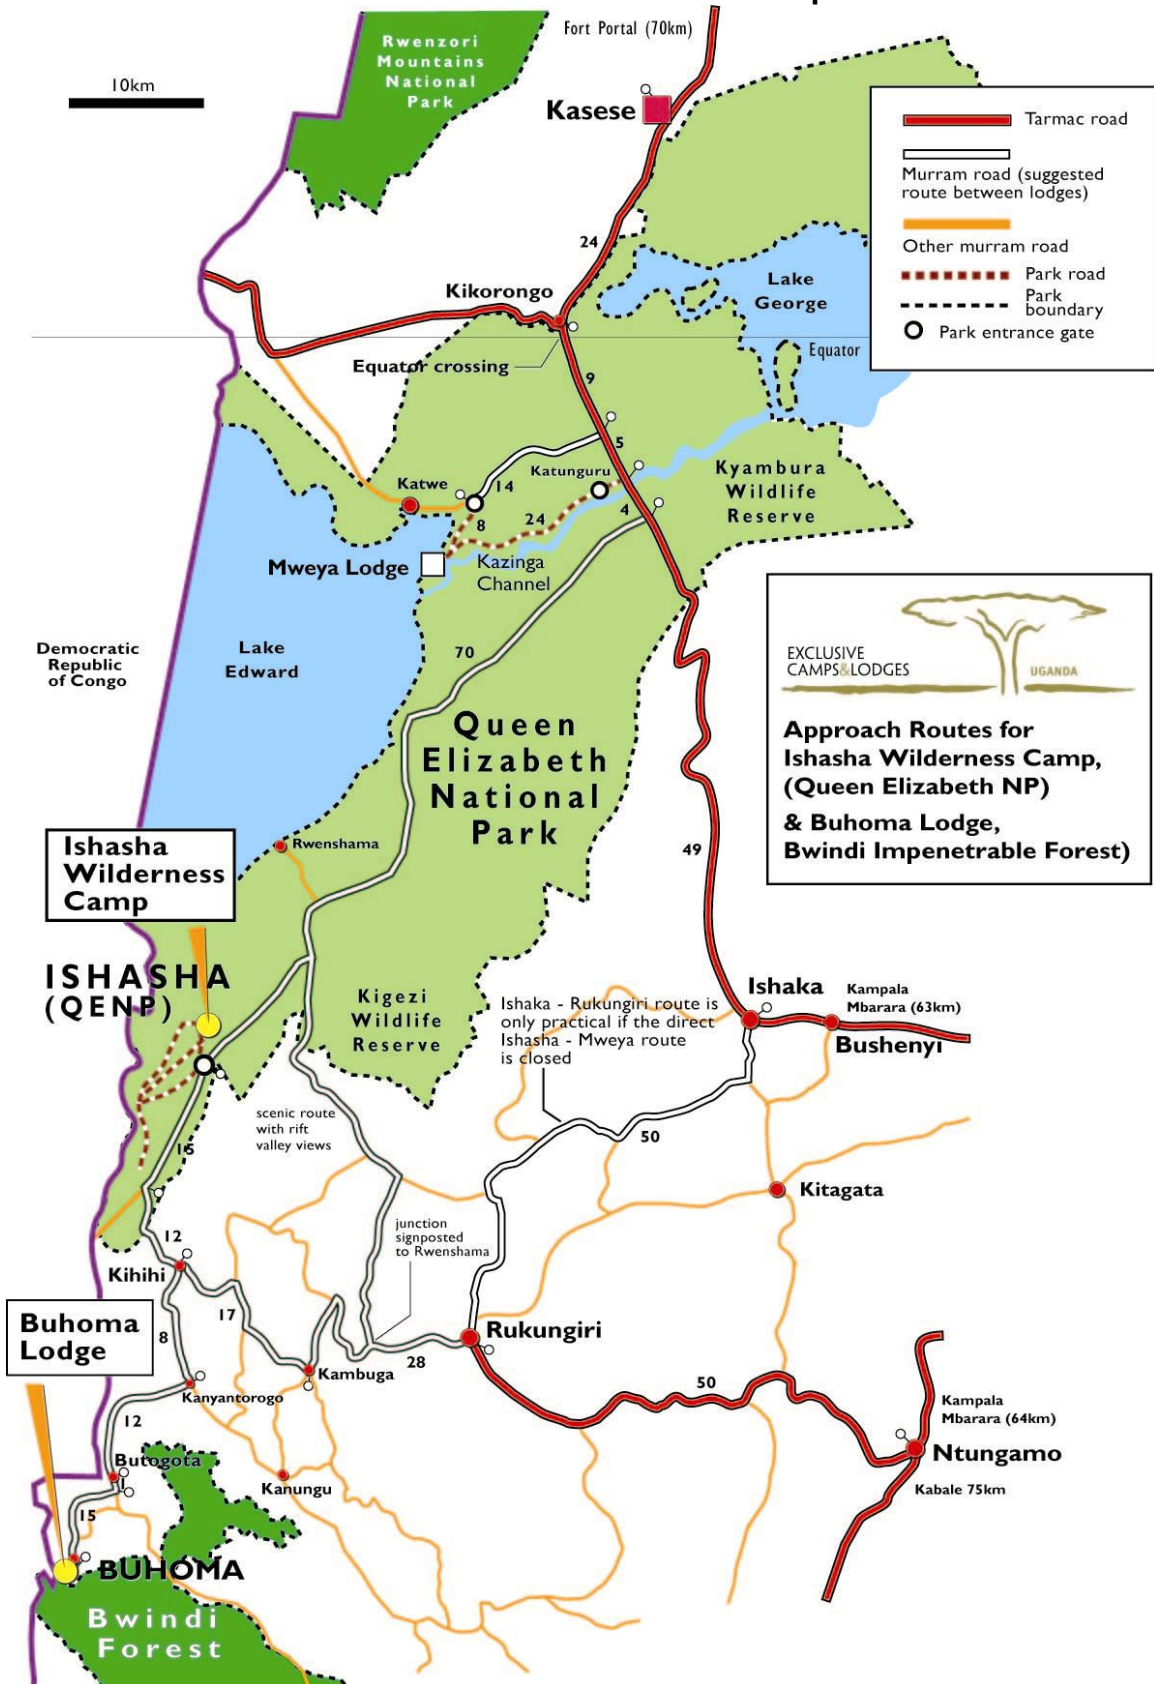 Fort Portal (70km)
Rwenzori
Mountains
National
Park
10km
Kasese
Tarmac road
Murram road (suggested
route between lodges)
Other murram road
Park road
Park
boundary
Park entrance gate
24
Lake
George
Kikorongo
Equator
Equator crossing
9
5
Katunguru
Kyambura
Wildlife
Reserve
Katwe
14
8
24
4
Mweya Lodge
Kazinga
Channel
Democratic
Republic
of Congo
Lake
Edward
70
EXCLUSIVE
CAMPS&LODGES
UGANDA
Approach Routes for
Ishasha Wilderness Camp,
(Queen Elizabeth NP)
& Buhoma Lodge,
Bwindi Impenetrable Forest)
Queen
Elizabeth
National
Park
49
Ishasha
Wilderness
Camp
Rwenshama
ISHASHA
(QENP)
Kigezi
Wildlife
Reserve
Ishaka - Rukungiri route is
only practical if the direct
Ishasha - Mweya route
is closed
Ishaka
Kampala
Mbarara (63km)
Bushenyi
scenic route
with rift
valley views
15
50
Kitagata
junction
signposted
to Rwenshama
12
Kihihi
17
8
Buhoma
Lodge
Rukungiri
28
Kambuga
Kanyantorogo
50
Kampala
Mbarara (64km)
12
Ntungamo
Butogota
1
Kanungu
Kabale 75km
15
BUHOMA
Bwindi
Forest